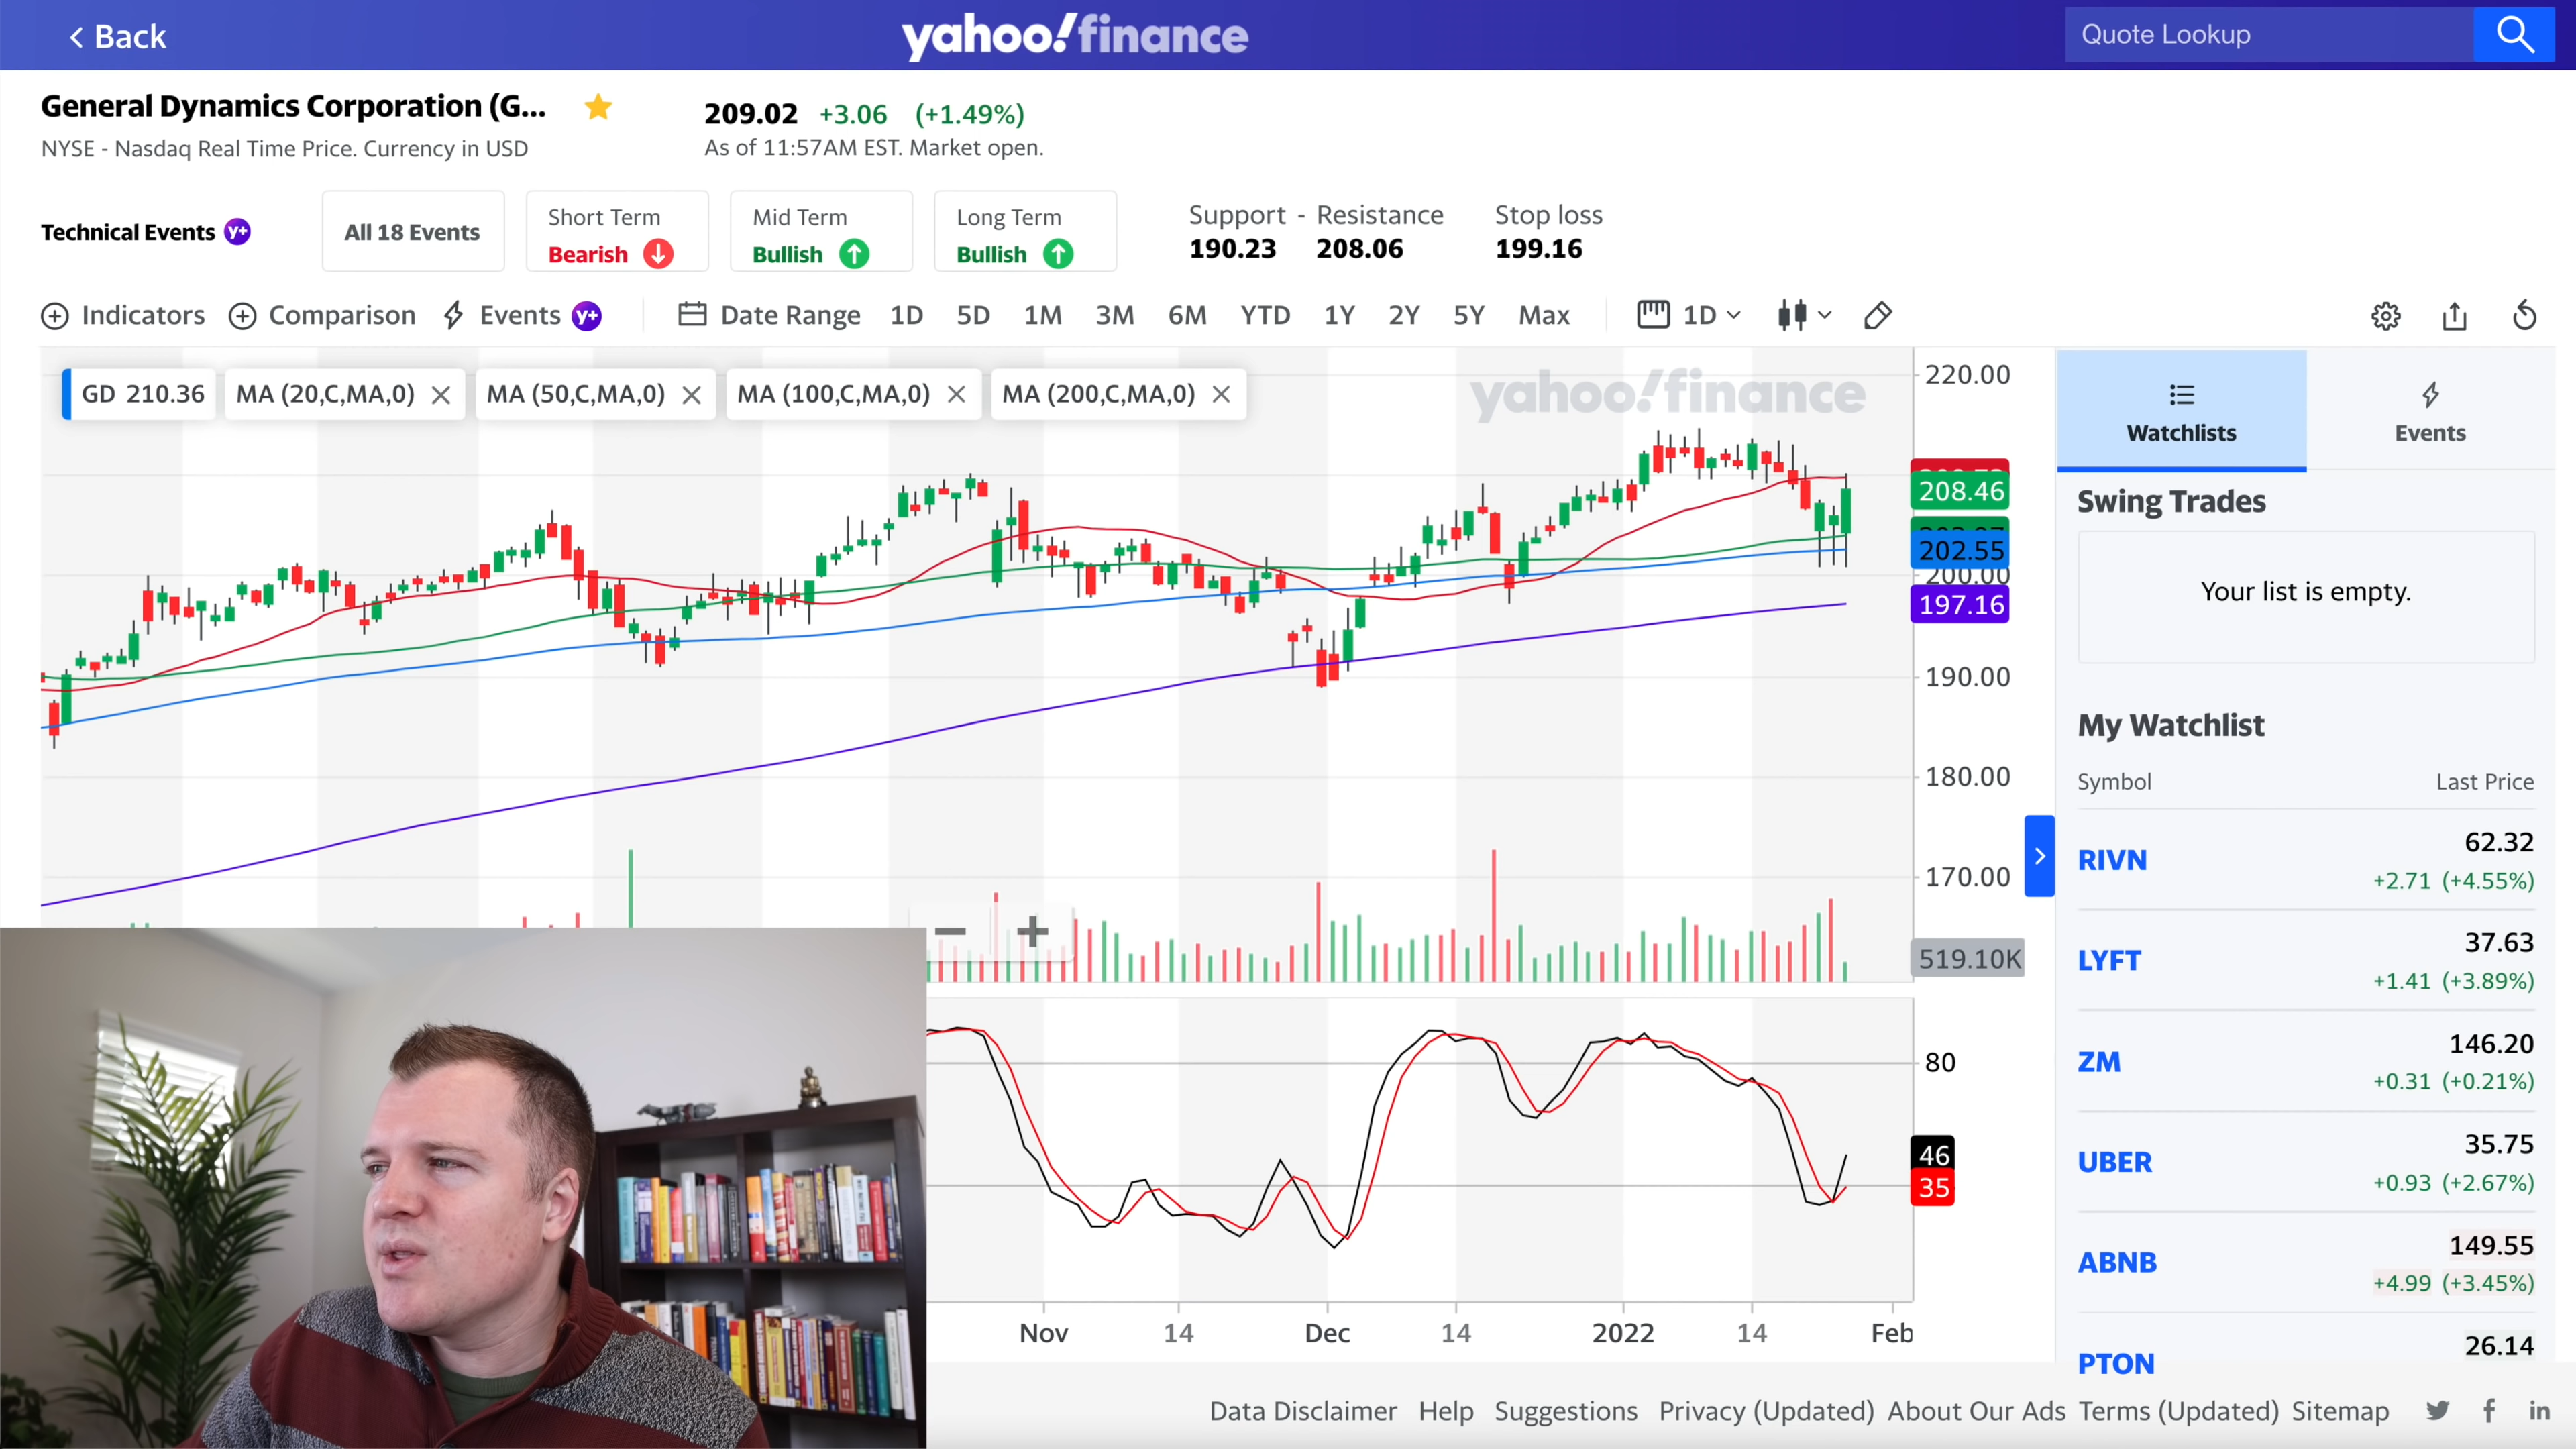 Back
yahoo!finance
Quote Lookup
General Dynamics Corporation (G...
209.02 +3.06 (+1.49%)
NYSE - Nasdaq Real Time Price. Currency in USD
As of 11:57AM EST. Market open.
Technical Events Y+
All 18 Events
Short Term
Bearish
Mid Term
Bullish
Long Term
Bullish
Support - Resistance
190.23 208.06
Stop loss
199.16
Indicators
Comparison
Events Y+
Date Range
1D 5D 1M 3M 6M YTD 1Y 2Y 5Y Max
1D
GD 210.36
MA (20,C,MA,0)
MA (50,C,MA,0)
MA (100,C,MA,0)
MA (200,C,MA,0)
yahoo!finance
220.00
208.46
202.55
200.00
197.16
190.00
180.00
170.00
519.10K
80
46
35
Nov 14 Dec 14 2022 14 Feb
Watchlists
Events
Swing Trades
Your list is empty.
My Watchlist
Symbol Last Price
RIVN
62.32
+2.71 (+4.55%)
LYFT
37.63
+1.41 (+3.89%)
ZM
146.20
+0.31 (+0.21%)
UBER
35.75
+0.93 (+2.67%)
ABNB
149.55
+4.99 (+3.45%)
PTON
26.14
Data Disclaimer Help Suggestions Privacy (Updated) About Our Ads Terms (Updated) Sitemap